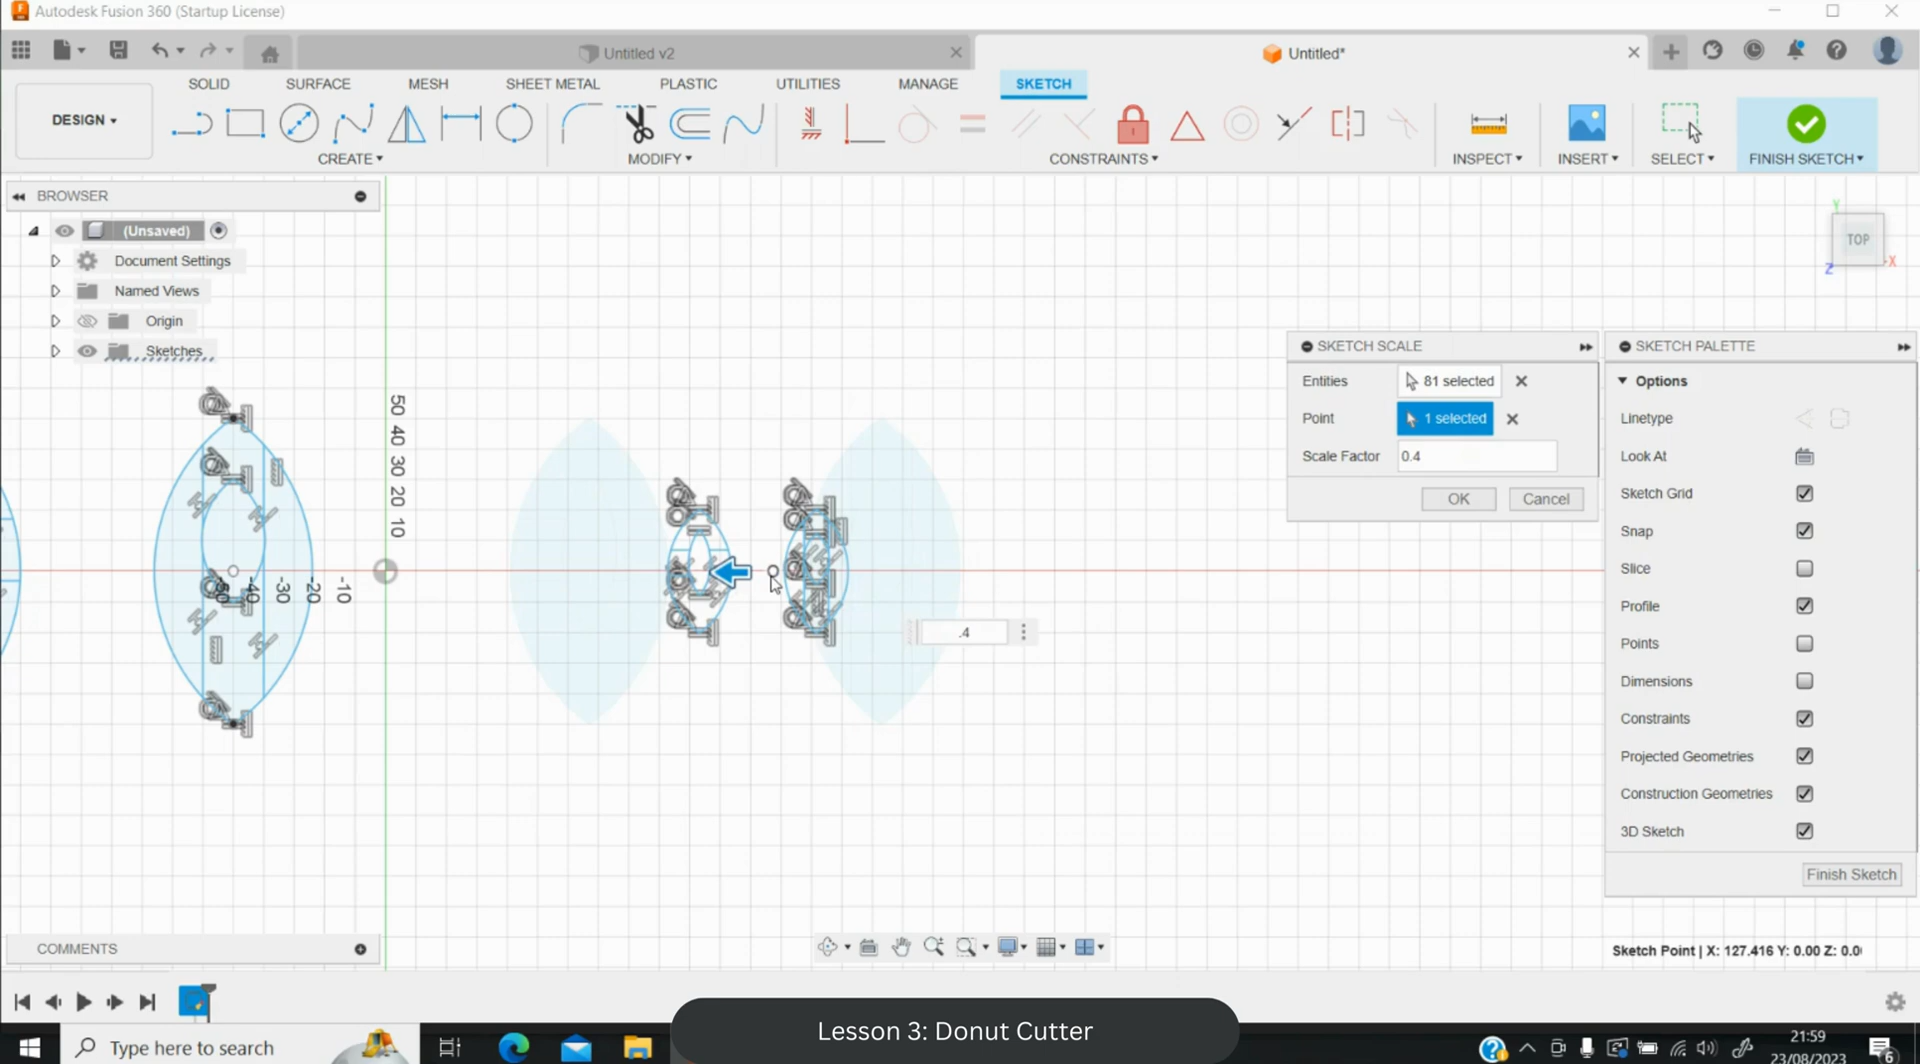 Autodesk Fusion 360 (Startup License)
Untitled v2
Untitled*
SOLID SURFACE MESH SHEET METAL PLASTIC UTILITIES MANAGE SKETCH
DESIGN
CREATE MODIFY CONSTRAINTS INSPECT INSERT SELECT FINISH SKETCH
BROWSER
(Unsaved)
Document Settings
Named Views
Origin
Sketches
TOP
Y
X
Z
50
40
30
20
10
-40
-30
-20
-10
.4
SKETCH SCALE
Entities 81 selected
Point 1 selected
Scale Factor 0.4
OK Cancel
SKETCH PALETTE
Options
Linetype
Look At
Sketch Grid
Snap
Slice
Profile
Points
Dimensions
Constraints
Projected Geometries
Construction Geometries
3D Sketch
Finish Sketch
COMMENTS
Sketch Point | X: 127.416 Y: 0.00 Z: 0.0
Lesson 3: Donut Cutter
Type here to search
21:59
23/08/2023
6